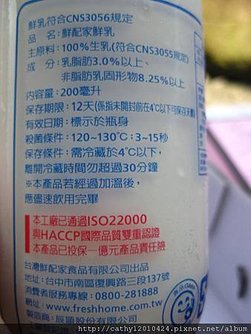 鮮乳符合CNS3056規定
品 名:鮮配家鮮乳
主原料:100%生乳(符合CNS3055規定)
成 分:乳脂肪3.0%以上、
非脂肪乳固形物8.25%以上
內容量:200毫升
保存期限:12天(係指未開封前在4℃以下冷藏
有效日期:標示於瓶身
殺菌條件:120~130℃:3~15秒
保存條件:需冷藏於4℃以下,
離開冷藏時間勿超過30分鐘
※本產品若經過加溫後,
應儘速飲用完畢
本工廠已通過ISO22000
與HACCP國際品質雙重認證
本產品已投保一億元產品責任險
台灣鮮配家食品有限公司出品
地址:台中市南區復興路三段137號
消費者服務專線:0800-281888
www.freshhome.com.tw
股份有限公司
http://cathy12010424.pixnet.net/album